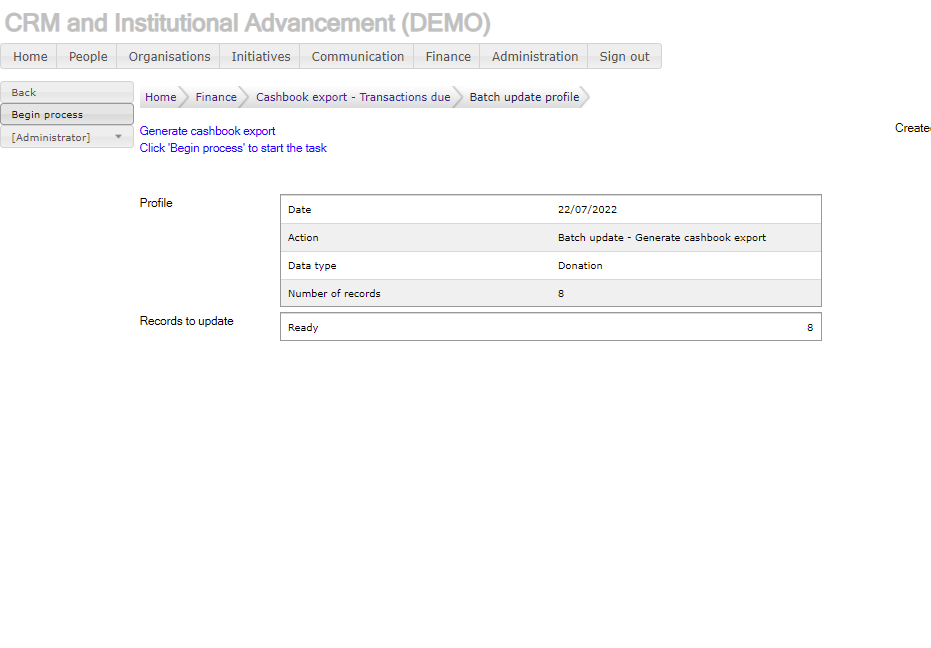 CRM and Institutional Advancement (DEMO)
Home People Organisations Initiatives Communication Finance Administration Sign out
Back
Begin process
[Administrator]
Home Finance Cashbook export - Transactions due Batch update profile
Generate cashbook export
Click 'Begin process' to start the task
Create
Profile
Date 22/07/2022
Action Batch update - Generate cashbook export
Data type Donation
Number of records 8
Records to update
Ready 8